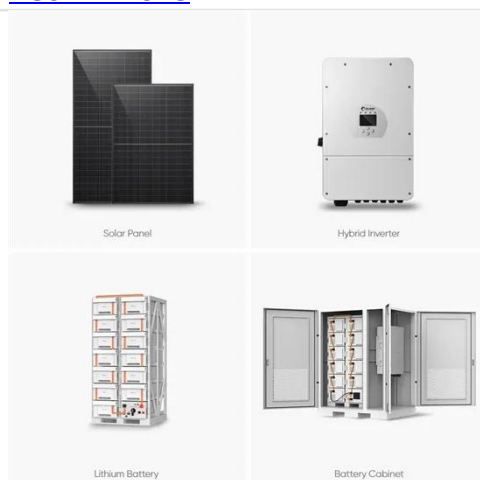 Solar Panel
Hybrid Inverter
Lithium Battery
Battery Cabinet